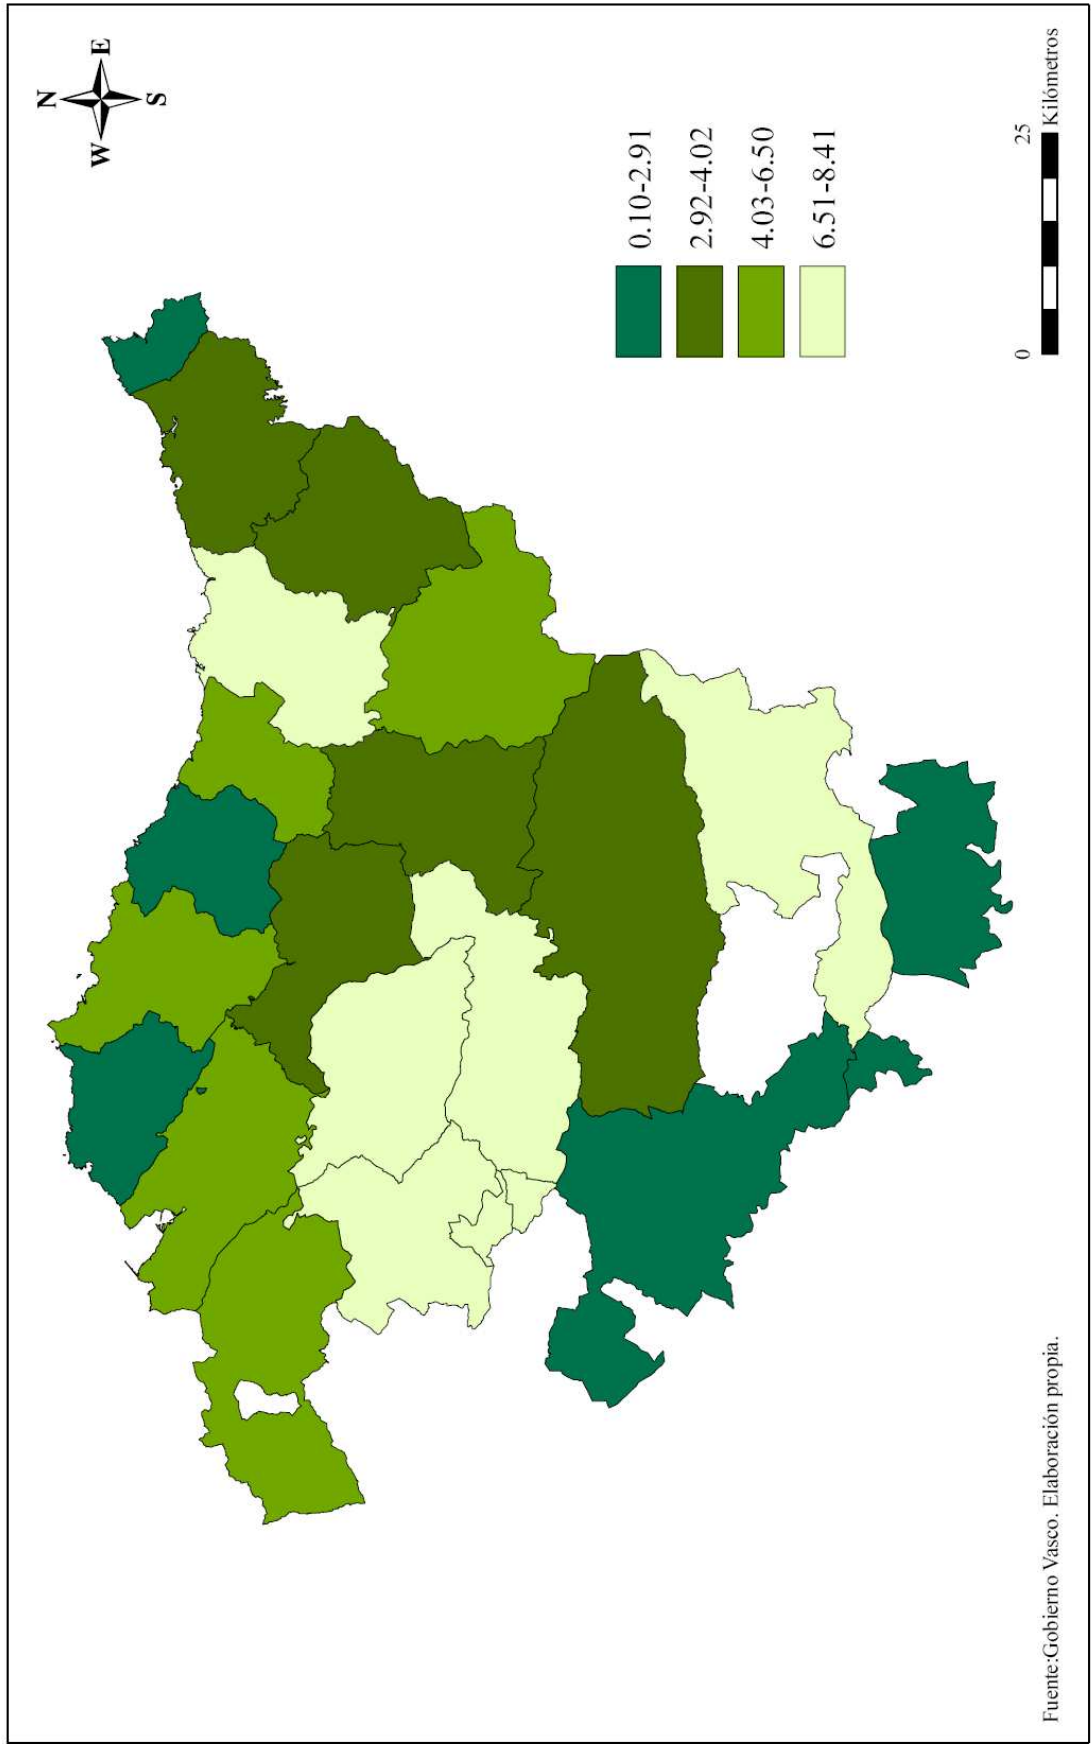 N
W E
S
0.10-2.91
2.92-4.02
4.03-6.50
6.51-8.41
0 25
Kilómetros
Fuente:Gobierno Vasco. Elaboración propia.